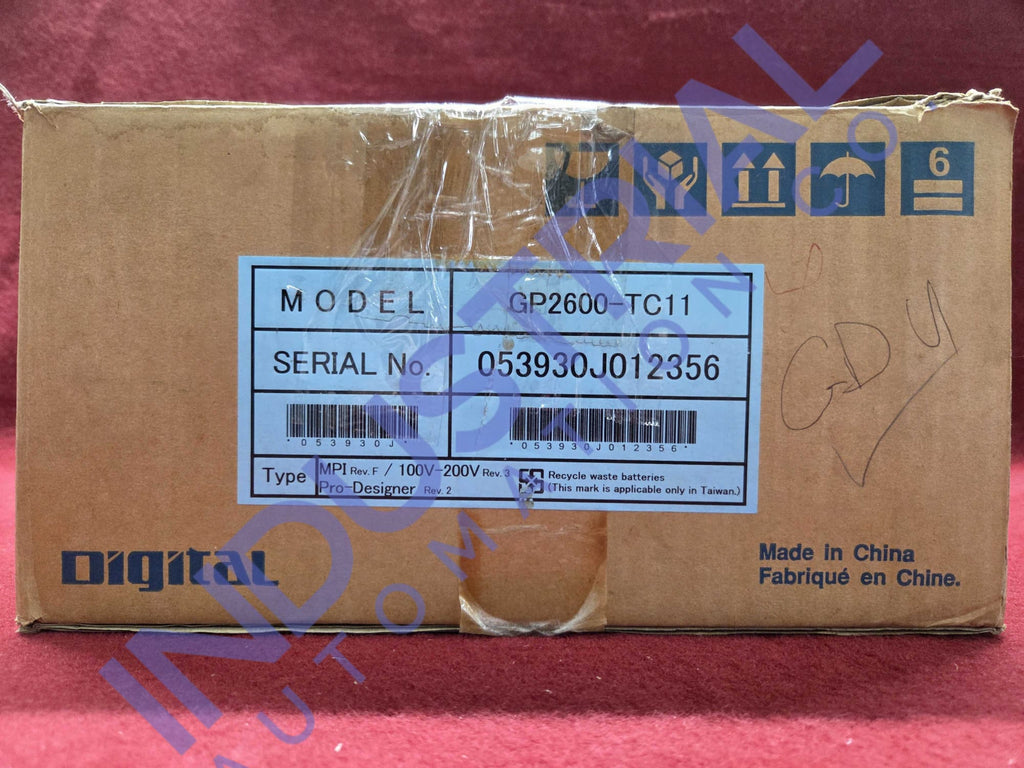 6
MODEL GP2600-TC11
SERIAL No. 053930J012356
*053930J *053930J012356*
Type MPI Rev. F / 100V-200V Rev. 3
Pro-Designer Rev. 2
Recycle waste batteries
(This mark is applicable only in Taiwan.)
GDY
Digital
Made in China
Fabriqué en Chine.
INDUSTRIAL
AUTOMATION
CO